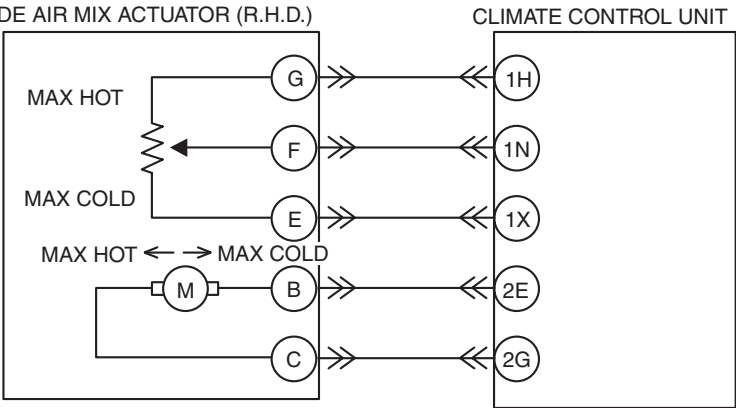 DE AIR MIX ACTUATOR (R.H.D.)
CLIMATE CONTROL UNIT
MAX HOT
G
1H
F
1N
MAX COLD
E
1X
MAX HOT
MAX COLD
M
B
2E
C
2G